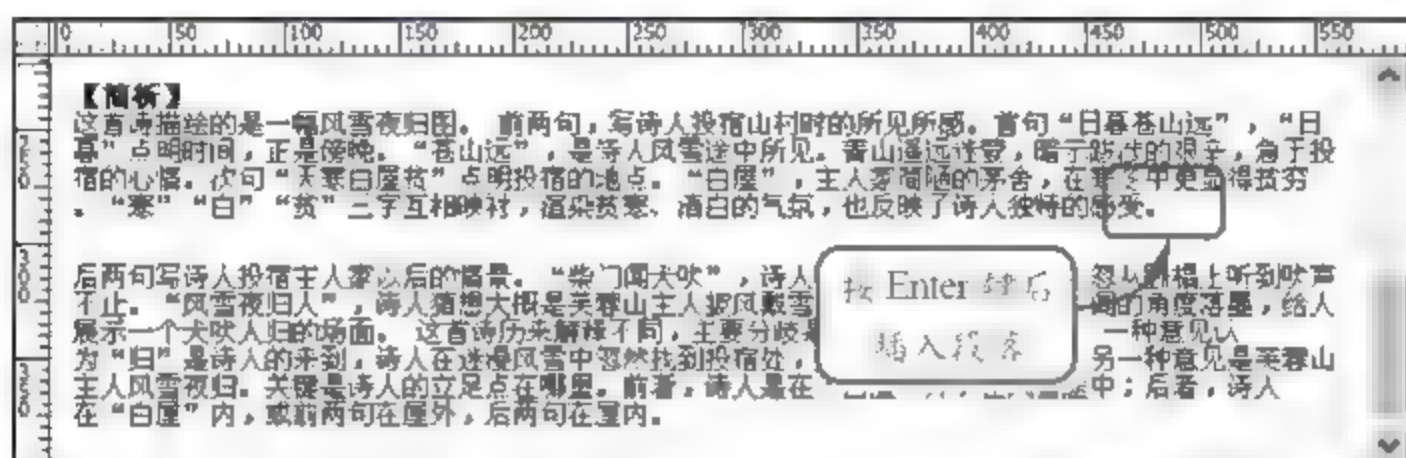 0 50 100 150 200 250 300 350 400 450 500 550
【简析】
这首诗描绘的是一幅风雪夜归图。 前两句，写诗人投宿山村时的所见所感。首句“日暮苍山远”，“日
暮”点明时间，正是傍晚。“苍山远”，是诗人风雪途中所见。青山遥远迷蒙，暗示跋涉的艰辛，急于投
宿的心情。次句“天寒白屋贫”点明投宿的地点。“白屋”，主人家简陋的茅舍，在寒冬中更显得贫穷
。“寒”“白”“贫”三字互相映衬，渲染贫寒、清白的气氛，也反映了诗人独特的感受。
后两句写诗人投宿主人家以后的情景。“柴门闻犬吠”，诗人 忽从卧榻上听到吠声
不止。“风雪夜归人”，诗人猜想大概是芙蓉山主人披风戴雪 的角度落墨，给人
展示一个犬吠人归的场面。 这首诗历来解释不同，主要分歧 一种意见认
为“归”是诗人的来到，诗人在迷漫风雪中忽然找到投宿处， 另一种意见是芙蓉山
主人风雪夜归。关键是诗人的立足点在哪里。前者，诗人是在 中；后者，诗人
在“白屋”内，或前两句在屋外，后两句在屋内。
按 Enter 键后
插入段落
300
350